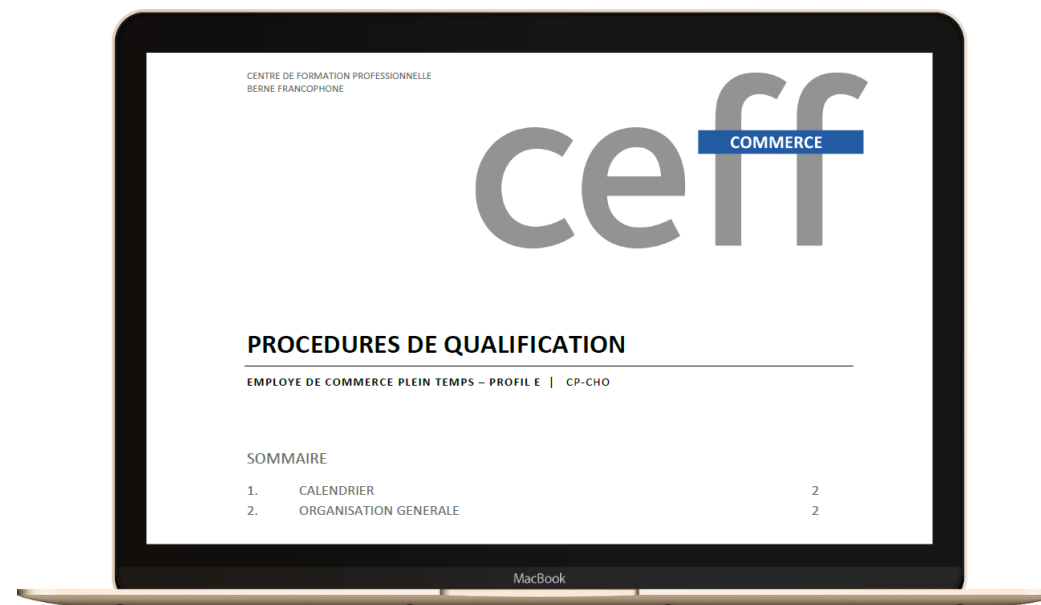 CENTRE DE FORMATION PROFESSIONNELLE
BERNE FRANCOPHONE
ceff
COMMERCE
PROCEDURES DE QUALIFICATION
EMPLOYE DE COMMERCE PLEIN TEMPS – PROFIL E | CP-CHO
SOMMAIRE
1. CALENDRIER 2
2. ORGANISATION GENERALE 2
MacBook